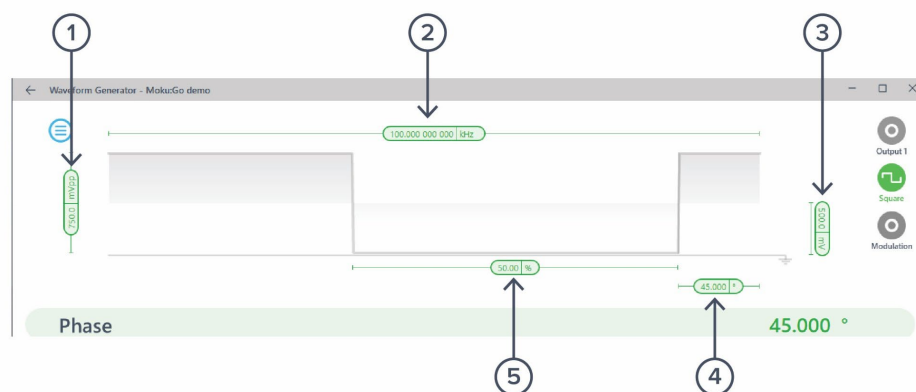 1
2
3
Waveform Generator - Moku:Go demo
100.000 000 000 kHz
Output 1
750.0 mVpp
Square
500.0 mV
Modulation
50.00 %
45.000 °
Phase 45.000 °
5
4